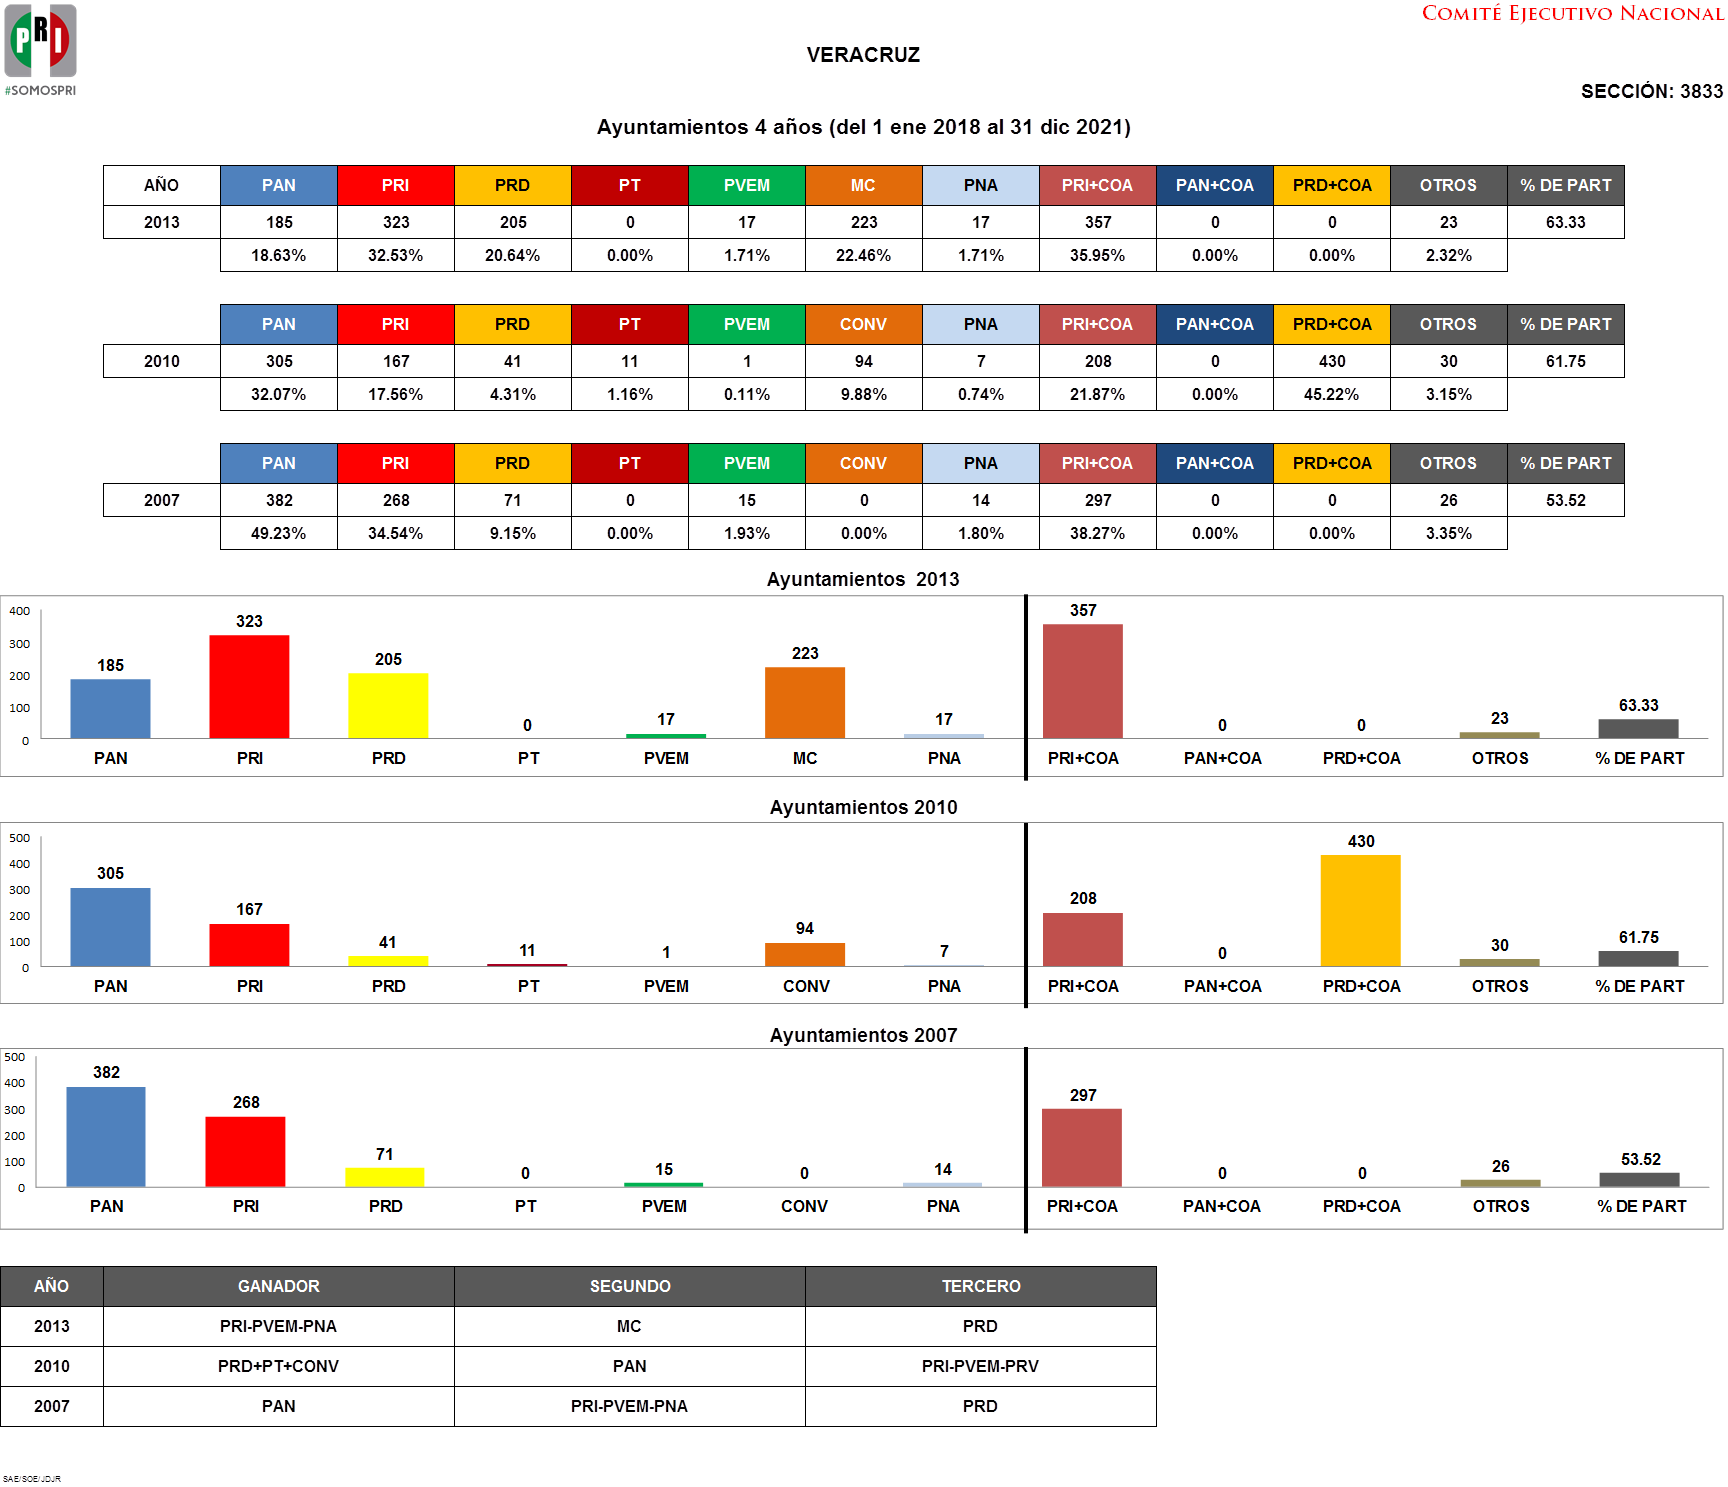 PRI
#SOMOSPRI
COMITÉ EJECUTIVO NACIONAL
VERACRUZ
SECCIÓN: 3833
Ayuntamientos 4 años (del 1 ene 2018 al 31 dic 2021)
AÑO PAN PRI PRD PT PVEM MC PNA PRI+COA PAN+COA PRD+COA OTROS % DE PART
2013 185 323 205 0 17 223 17 357 0 0 23 63.33
18.63% 32.53% 20.64% 0.00% 1.71% 22.46% 1.71% 35.95% 0.00% 0.00% 2.32%
PAN PRI PRD PT PVEM CONV PNA PRI+COA PAN+COA PRD+COA OTROS % DE PART
2010 305 167 41 11 1 94 7 208 0 430 30 61.75
32.07% 17.56% 4.31% 1.16% 0.11% 9.88% 0.74% 21.87% 0.00% 45.22% 3.15%
PAN PRI PRD PT PVEM CONV PNA PRI+COA PAN+COA PRD+COA OTROS % DE PART
2007 382 268 71 0 15 0 14 297 0 0 26 53.52
49.23% 34.54% 9.15% 0.00% 1.93% 0.00% 1.80% 38.27% 0.00% 0.00% 3.35%
Ayuntamientos 2013
400
300
200
100
0
185 323 205 0 17 223 17 357 0 0 23 63.33
PAN PRI PRD PT PVEM MC PNA PRI+COA PAN+COA PRD+COA OTROS % DE PART
Ayuntamientos 2010
500
400
300
200
100
0
305 167 41 11 1 94 7 208 0 430 30 61.75
PAN PRI PRD PT PVEM CONV PNA PRI+COA PAN+COA PRD+COA OTROS % DE PART
Ayuntamientos 2007
500
400
300
200
100
0
382 268 71 0 15 0 14 297 0 0 26 53.52
PAN PRI PRD PT PVEM CONV PNA PRI+COA PAN+COA PRD+COA OTROS % DE PART
AÑO GANADOR SEGUNDO TERCERO
2013 PRI-PVEM-PNA MC PRD
2010 PRD+PT+CONV PAN PRI-PVEM-PRV
2007 PAN PRI-PVEM-PNA PRD
SAE/SOE/JDJR